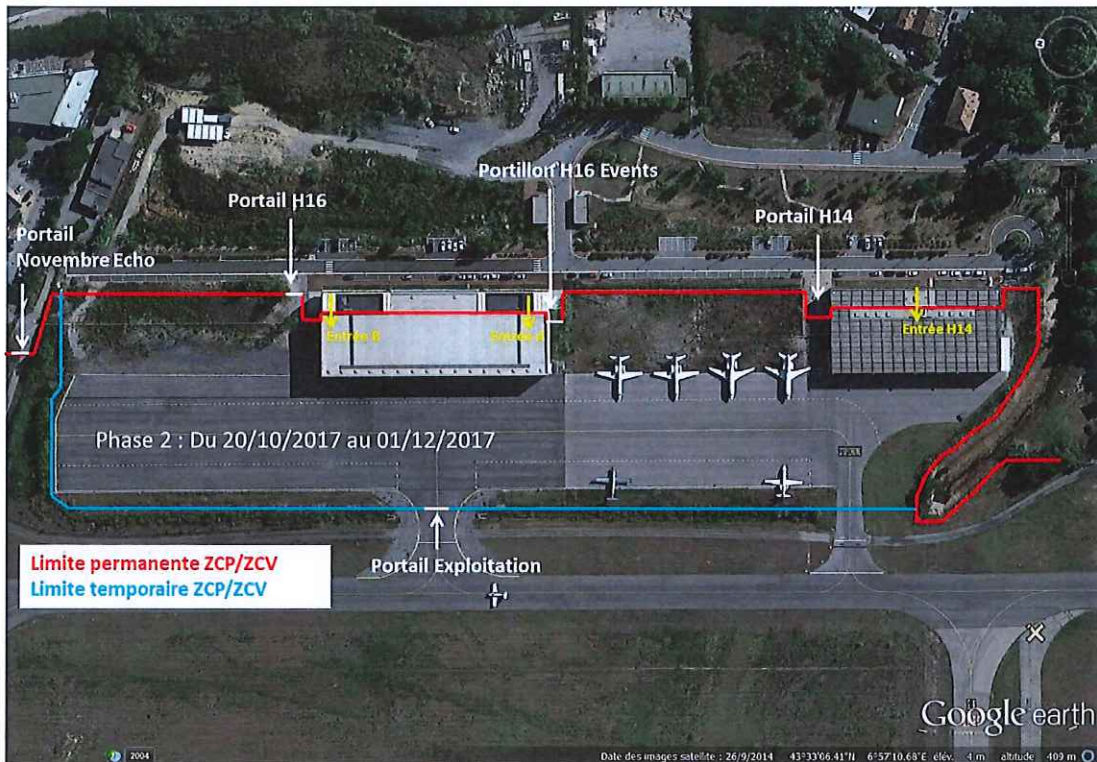 Portillon H16 Events
Portail H16
Portail H14
Portail
Novembre Echo
Entrée B
Entrée A
Entrée H14
Phase 2 : Du 20/10/2017 au 01/12/2017
Limite permanente ZCP/ZCV
Limite temporaire ZCP/ZCV
Portail Exploitation
Google earth
2004
Date des images satellite : 26/9/2014 43°33'06.41"N 6°57'10.68"E élév. 4 m altitude 409 m